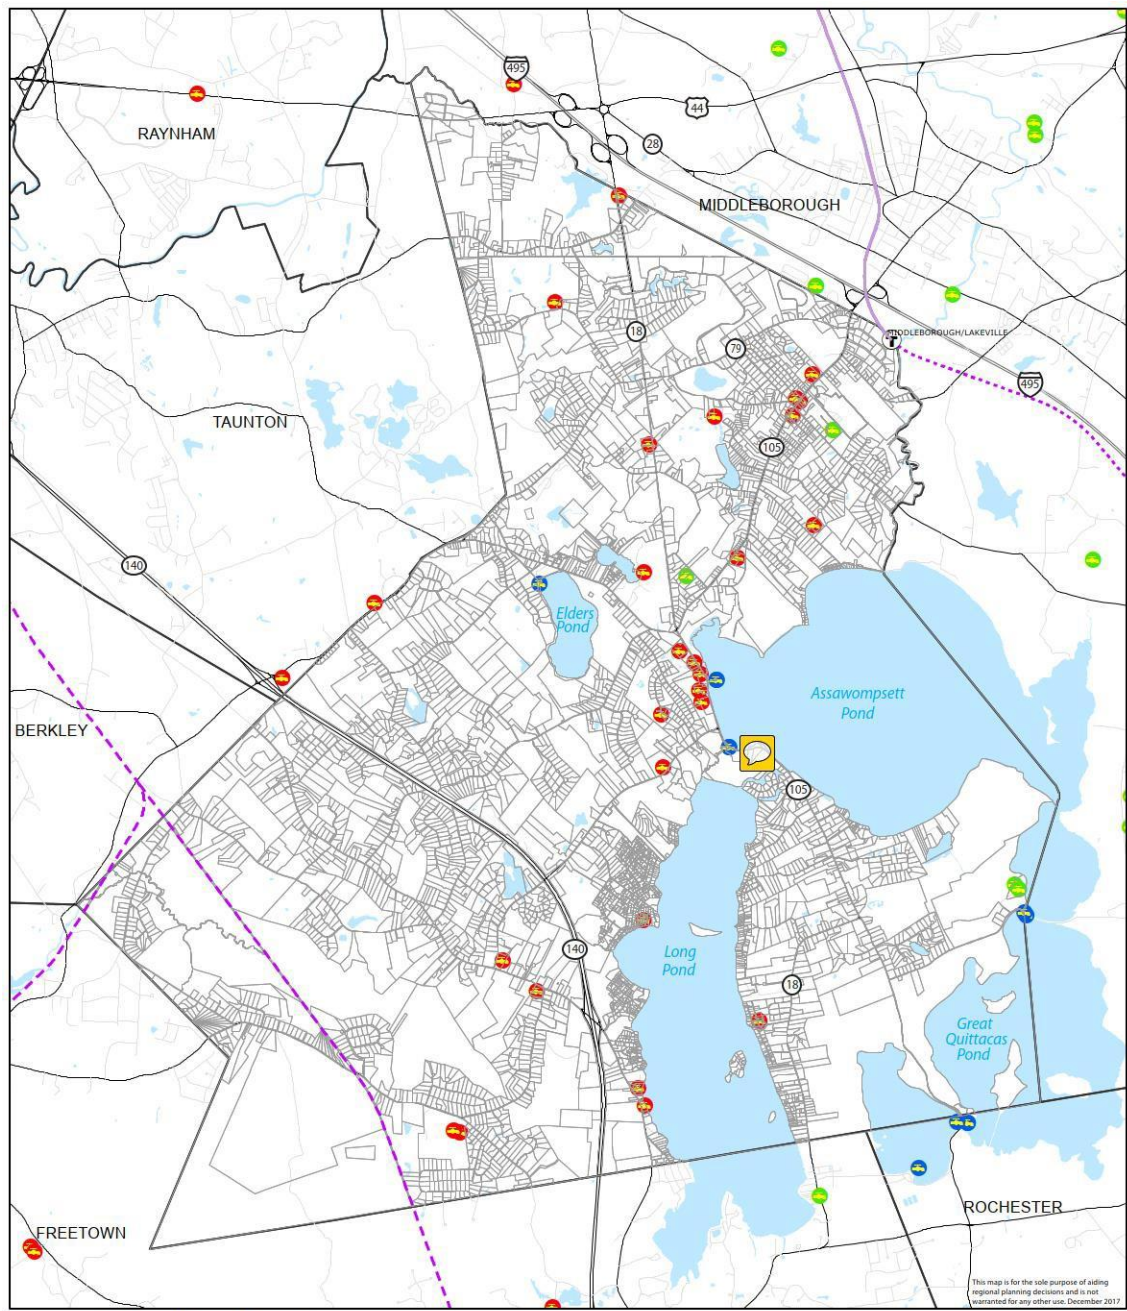 495
44
RAYNHAM
28
MIDDLEBOROUGH
18
MIDDLEBOROUGH/LAKEVILLE
T
79
495
TAUNTON
105
140
Elders
Pond
Assawompsett
Pond
BERKLEY
105
140
Long
Pond
18
Great
Quittacas
Pond
ROCHESTER
FREETOWN
This map is for the sole purpose of aiding
regional planning decisions and is not
warranted for any other use. December 2017